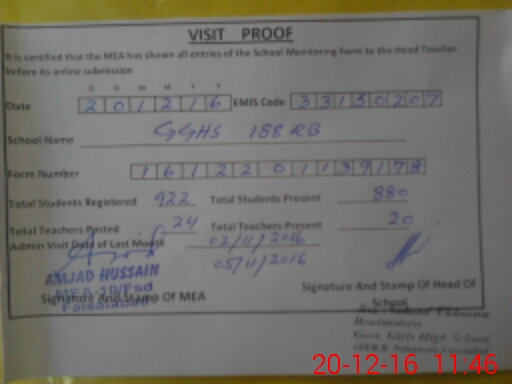 VISIT PROOF
It is certified that the MEA has shown all entries of the School Monitoring form to the Head Teacher
before its online submission
D D M M Y Y
Date 2 0 1 2 1 6 EMIS Code 3 3 1 5 0 2 0 7
School Name GGHS 188 RB
Form Number 1 6 1 2 2 0 1 1 3 9 1 7 8
Total Students Registered 922 Total Students Present 880
Total Teachers Posted 24 Total Teachers Present 20
Admin Visit Date of Last Month 02/11/2016
05/11/2016
AMJAD HUSSAIN
MEA-10/Fsd
Faisalabad
Signature And Stamp Of MEA
Signature And Stamp Of Head Of
School
Headmistress
Govt. Girls High School
20-12-16 11:46